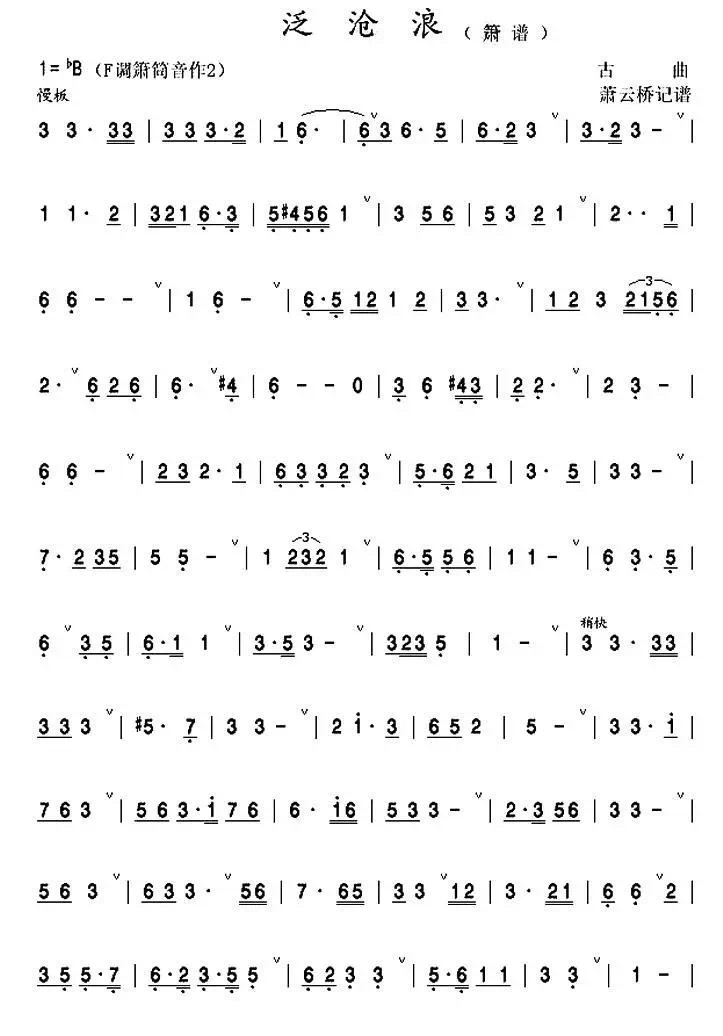 泛沧浪（箫谱）
1=♭B（F调箫筒音作2） 古 曲
慢板 萧云桥记谱
3 3· 33 | 3 3 3·2 | 1 6· | 6 3 6· 5 | 6·2 3 ∨ | 3·2 3 - ∨ |
1 1· 2 | 321 6·3 | 5#456 1 ∨ | 3 5 6 | 5 3 2 1 ∨ | 2·· 1 |
6 6 - - ∨ | 1 6 - ∨ | 6·5 12 1 2 | 3 3· ∨ | 1 2 3 2156 |
2· ∨ 6 2 6 | 6· ∨ #4 | 6 - - 0 | 3 6 #43 | 2 2· ∨ | 2 3 - |
6 6 - ∨ | 2 3 2· 1 | 6 3 3 2 3 ∨ | 5·6 2 1 | 3· 5 | 3 3 - ∨ |
7· 2 35 | 5 5 - ∨ | 1 232 1 ∨ | 6·5 5 6 | 1 1 - ∨ | 6 3· 5 ∨ |
6 ∨ 3 5 | 6·1 1 ∨ | 3·5 3 - ∨ | 323 5 | 1 - ∨ | 稍快 3 3· 33 |
3 3 3 ∨ | #5· 7 | 3 3 - ∨ | 2 i· 3 | 6 5 2 | 5 - ∨ | 3 3· i |
7 6 3 ∨ | 5 6 3·i 7 6 | 6· i6 | 5 3 3 - ∨ | 2·3 56 | 3 3 - ∨ |
5 6 3 ∨ | 6 3 3· ∨ 56 | 7· 65 | 3 3 ∨ 12 | 3· 21 | 6 6 ∨ 2 |
3 5 5·7 | 6·2 3·5 5 ∨ | 6 2 3 3 ∨ | 5·6 1 1 | 3 3 - ∨ | 1 - |